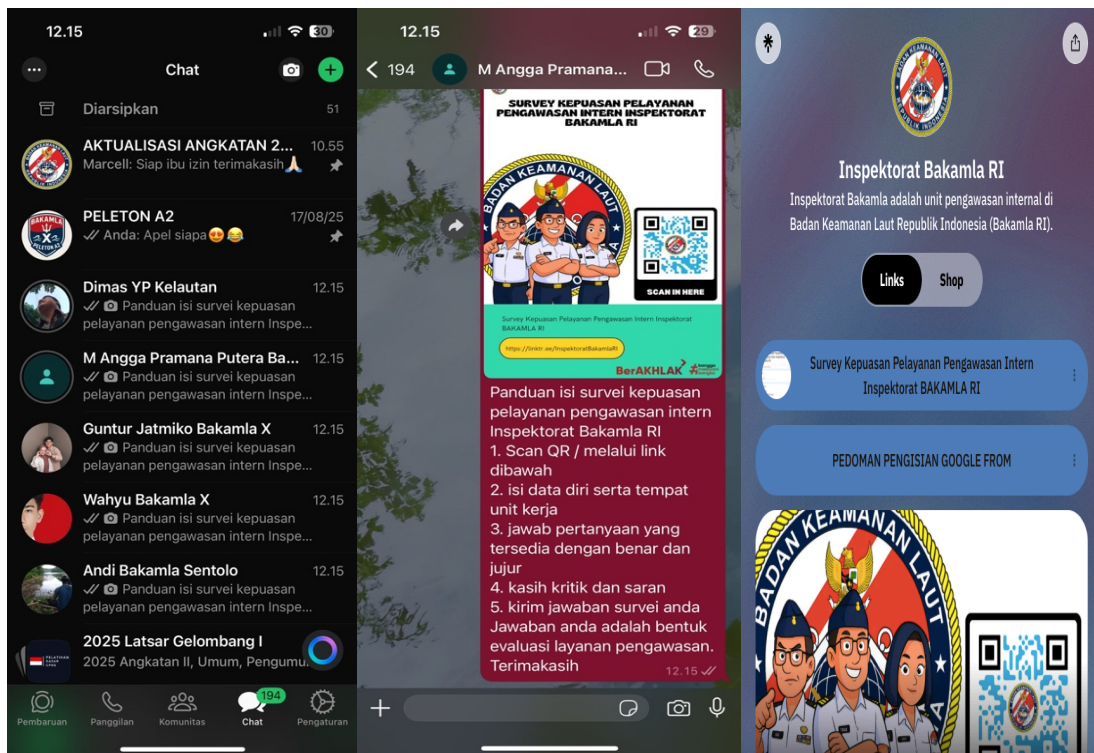 12.15
30
Chat
Diarsipkan
51
AKTUALISASI ANGKATAN 2...
10.55
Marcell: Siap ibu izin terimakasih🙏🏻
PELETON A2
17/08/25
Anda: Apel siapa😍😂
Dimas YP Kelautan
12.15
Panduan isi survei kepuasan
pelayanan pengawasan intern Inspe...
M Angga Pramana Putera Ba...
12.15
Panduan isi survei kepuasan
pelayanan pengawasan intern Inspe...
Guntur Jatmiko Bakamla X
12.15
Panduan isi survei kepuasan
pelayanan pengawasan intern Inspe...
Wahyu Bakamla X
12.15
Panduan isi survei kepuasan
pelayanan pengawasan intern Inspe...
Andi Bakamla Sentolo
12.15
Panduan isi survei kepuasan
pelayanan pengawasan intern Inspe...
2025 Latsar Gelombang I
2025 Angkatan II, Umum, Pengumu...
194
Pembaruan
Panggilan
Komunitas
Chat
Pengaturan
12.15
29
194
M Angga Pramana...
SURVEY KEPUASAN PELAYANAN
PENGAWASAN INTERN INSPEKTORAT
BAKAMLA RI
BADAN KEAMANAN LAUT
SCAN IN HERE
Survey Kepuasan Pelayanan Pengawasan Intern Inspektorat
BAKAMLA RI
https://linktr.ee/InspektoratBakamlaRI
BerAKHLAK
Panduan isi survei kepuasan
pelayanan pengawasan intern
Inspektorat Bakamla RI
1. Scan QR / melalui link
dibawah
2. isi data diri serta tempat
unit kerja
3. jawab pertanyaan yang
tersedia dengan benar dan
jujur
4. kasih kritik dan saran
5. kirim jawaban survei anda
Jawaban anda adalah bentuk
evaluasi layanan pengawasan.
Terimakasih
12.15
BADAN KEAMANAN LAUT
REPUBLIK INDONESIA
Inspektorat Bakamla RI
Inspektorat Bakamla adalah unit pengawasan internal di
Badan Keamanan Laut Republik Indonesia (Bakamla RI).
Links
Shop
Survey Kepuasan Pelayanan Pengawasan Intern
Inspektorat BAKAMLA RI
PEDOMAN PENGISIAN GOOGLE FROM
BADAN KEAMANAN LAUT